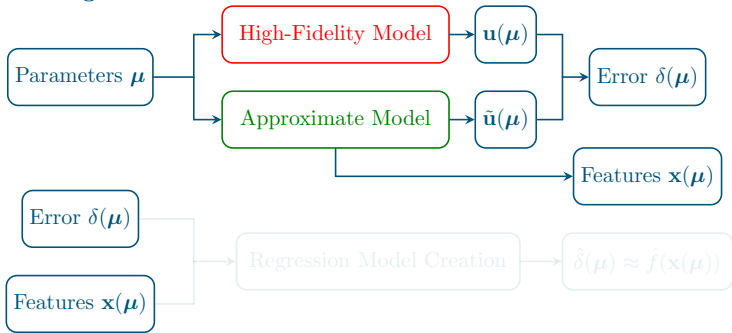 High-Fidelity Model
u(μ)
Parameters μ
Error δ(μ)
Approximate Model
ũ(μ)
Features x(μ)
Error δ(μ)
Regression Model Creation
δ̂(μ) ≈ f̂(x(μ))
Features x(μ)